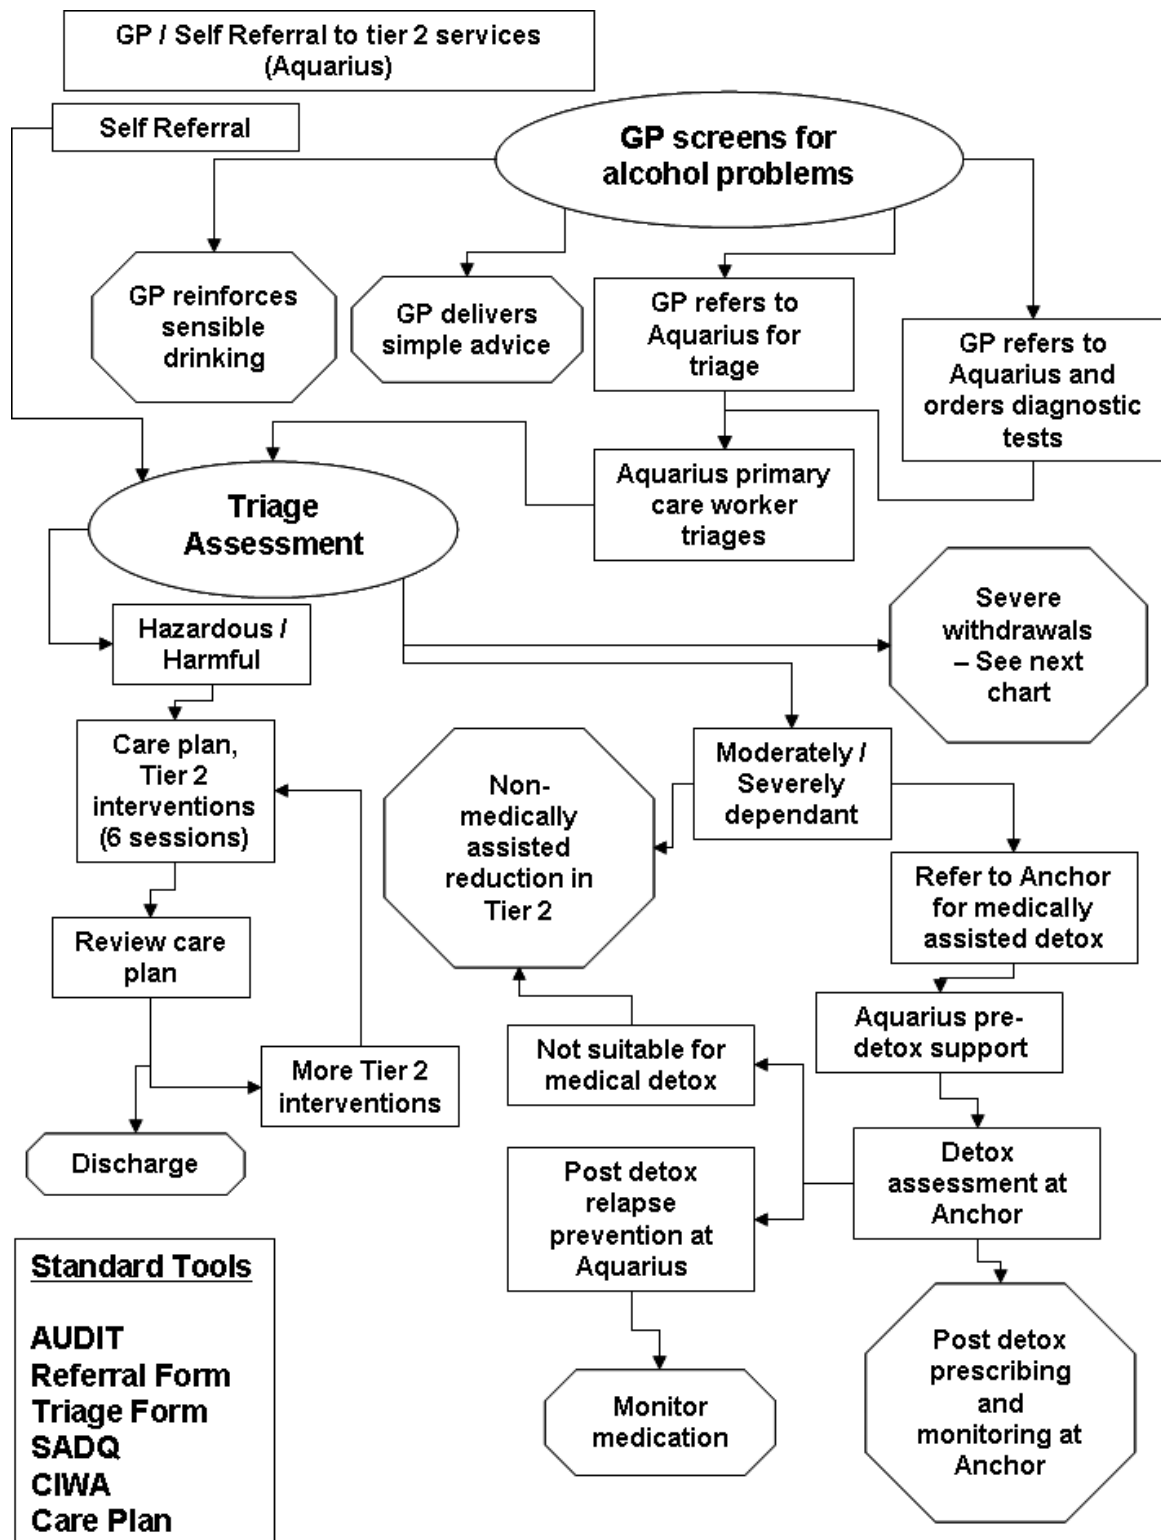 GP / Self Referral to tier 2 services
(Aquarius)
Self Referral
GP screens for
alcohol problems
GP reinforces
sensible
drinking
GP delivers
simple advice
GP refers to
Aquarius for
triage
GP refers to
Aquarius and
orders diagnostic
tests
Aquarius primary
care worker
triages
Triage
Assessment
Severe
withdrawals
– See next
chart
Hazardous /
Harmful
Care plan,
Tier 2
interventions
(6 sessions)
Non-
medically
assisted
reduction in
Tier 2
Moderately /
Severely
dependant
Refer to Anchor
for medically
assisted detox
Review care
plan
Aquarius pre-
detox support
Not suitable for
medical detox
More Tier 2
interventions
Discharge
Detox
assessment at
Anchor
Post detox
relapse
prevention at
Aquarius
Post detox
prescribing
and
monitoring at
Anchor
Monitor
medication
Standard Tools
AUDIT
Referral Form
Triage Form
SADQ
CIWA
Care Plan